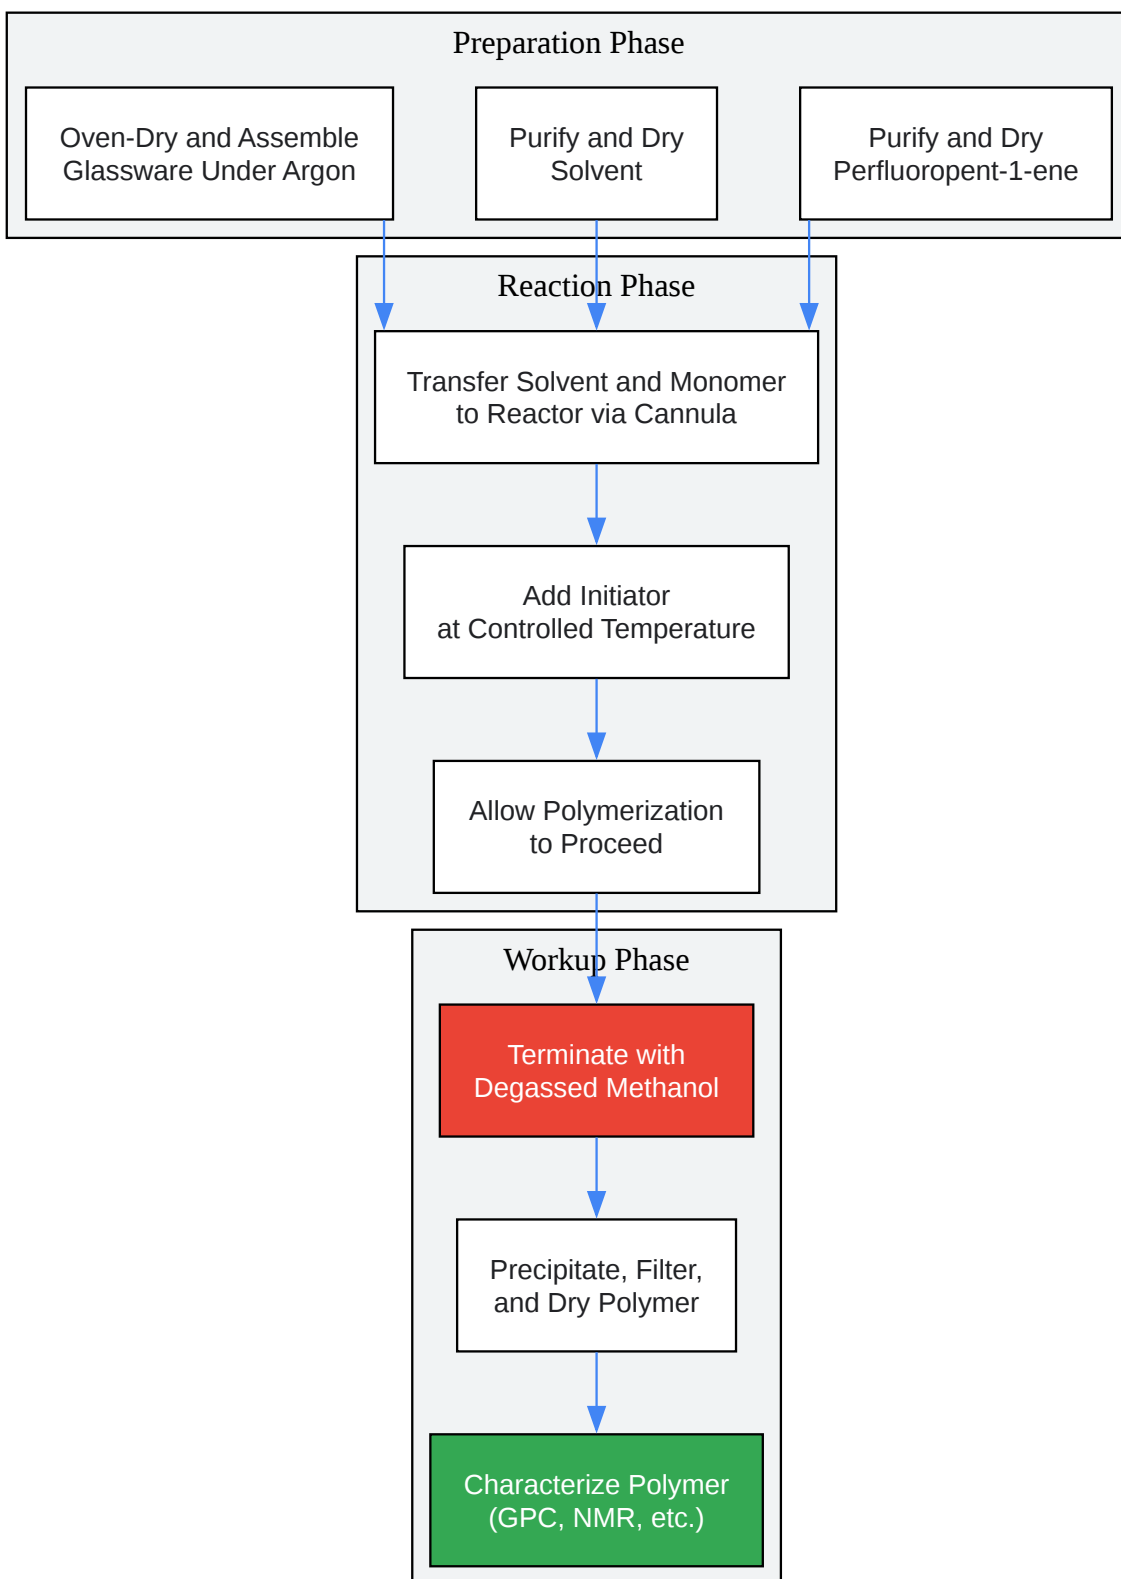 Preparation Phase
Oven-Dry and Assemble
Glassware Under Argon
Purify and Dry
Solvent
Purify and Dry
Perfluoropent-1-ene
Reaction Phase
Transfer Solvent and Monomer
to Reactor via Cannula
Add Initiator
at Controlled Temperature
Allow Polymerization
to Proceed
Workup Phase
Terminate with
Degassed Methanol
Precipitate, Filter,
and Dry Polymer
Characterize Polymer
(GPC, NMR, etc.)